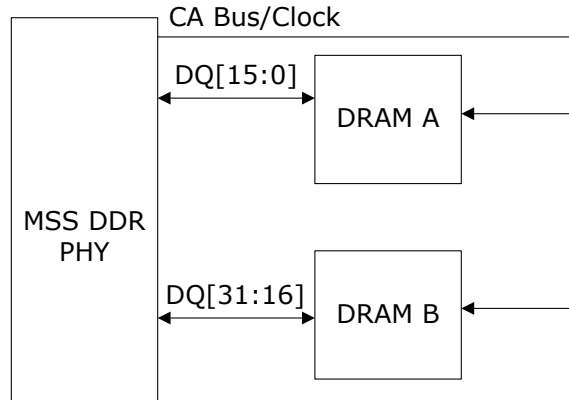 CA Bus/Clock
DQ[15:0]
DRAM A
MSS DDR
PHY
DQ[31:16]
DRAM B